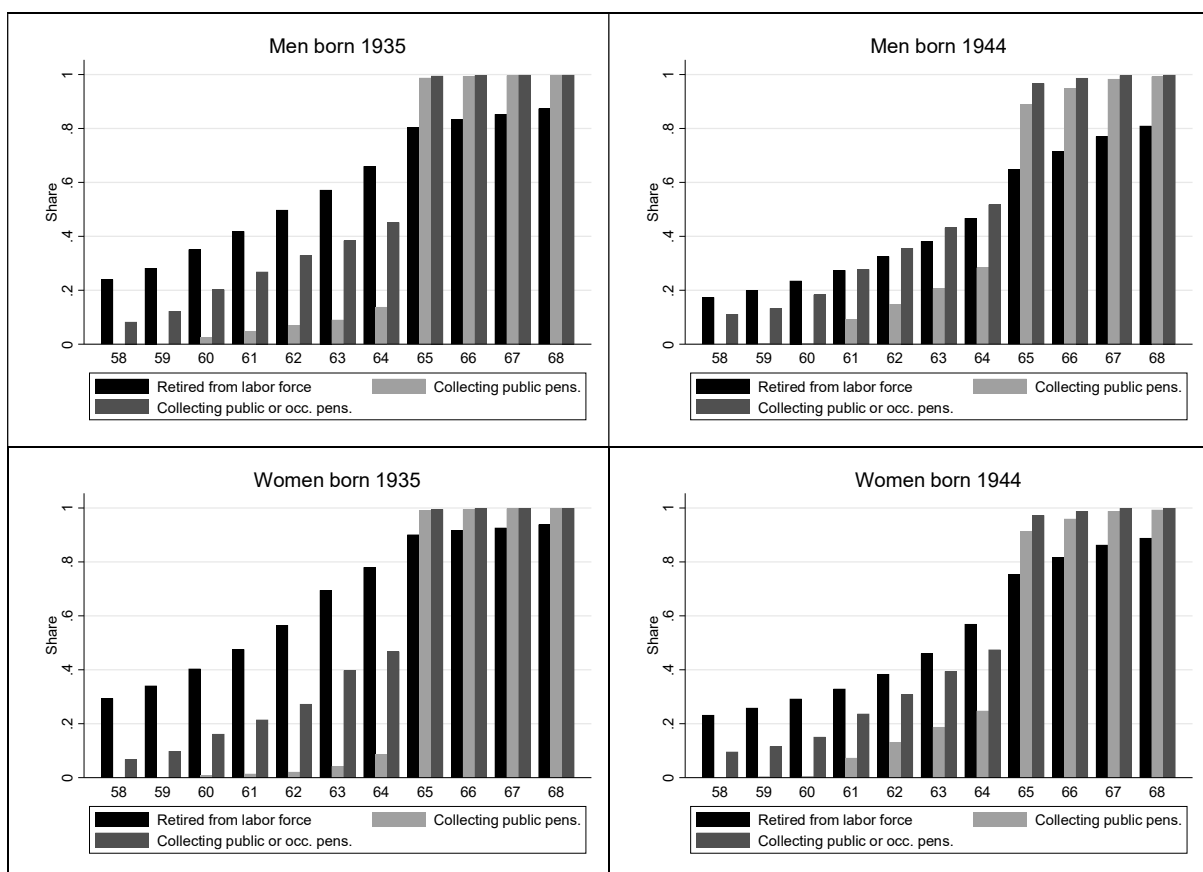 Men born 1935
Share
0 .2 .4 .6 .8 1
58 59 60 61 62 63 64 65 66 67 68
Retired from labor force Collecting public pens.
Collecting public or occ. pens.
Men born 1944
Share
0 .2 .4 .6 .8 1
58 59 60 61 62 63 64 65 66 67 68
Retired from labor force Collecting public pens.
Collecting public or occ. pens.
Women born 1935
Share
0 .2 .4 .6 .8 1
58 59 60 61 62 63 64 65 66 67 68
Retired from labor force Collecting public pens.
Collecting public or occ. pens.
Women born 1944
Share
0 .2 .4 .6 .8 1
58 59 60 61 62 63 64 65 66 67 68
Retired from labor force Collecting public pens.
Collecting public or occ. pens.